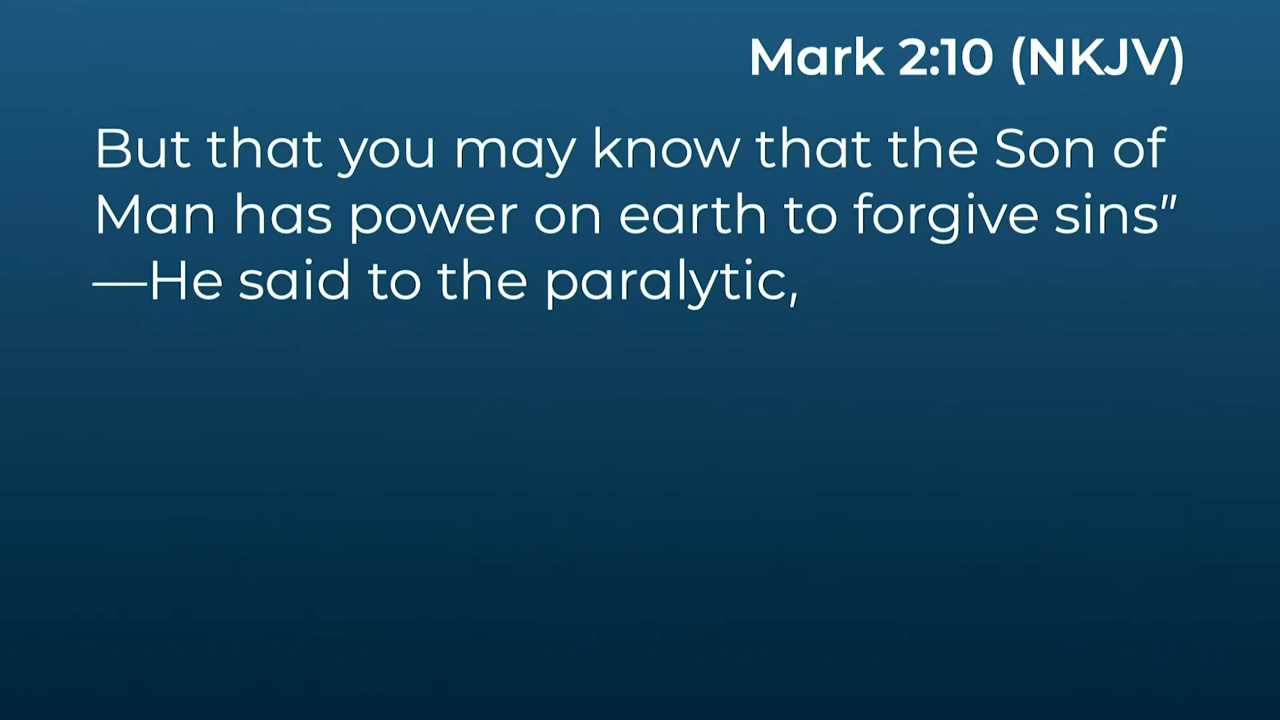 Mark 2:10 (NKJV)
But that you may know that the Son of
Man has power on earth to forgive sins”
—He said to the paralytic,